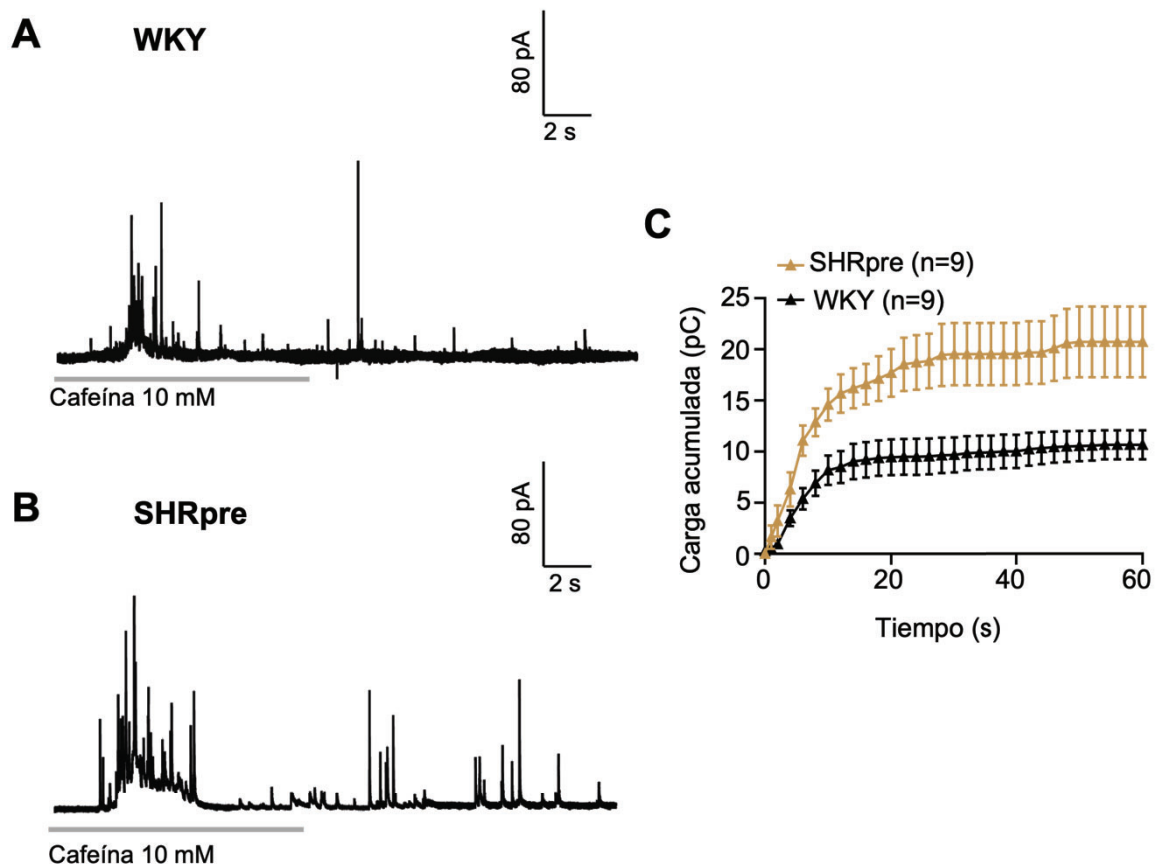 A
WKY
80 pA
2 s
Cafeína 10 mM
B
SHRpre
80 pA
2 s
Cafeína 10 mM
C
SHRpre (n=9)
WKY (n=9)
Carga acumulada (pC)
25
20
15
10
5
0
0 20 40 60
Tiempo (s)